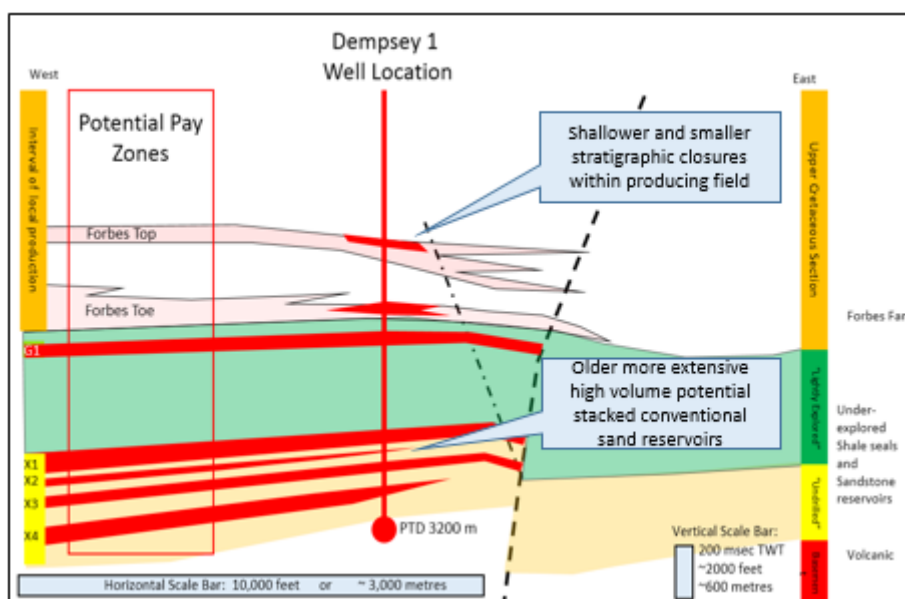 Dempsey 1
Well Location
West
East
Potential Pay
Zones
Interval of local production
Shallower and smaller
stratigraphic closures
within producing field
Upper Cretaceous Section
Forbes Top
Forbes Toe
Forbes Fan
G1
Older more extensive
high volume potential
stacked conventional
sand reservoirs
"Lightly Explored"
Under-
explored
Shale seals
and
Sandstone
reservoirs
X1
X2
X3
X4
"Undrilled"
PTD 3200 m
Vertical Scale Bar:
200 msec TWT
~2000 feet
~600 metres
Volcanic
Horizontal Scale Bar: 10,000 feet or ~ 3,000 metres